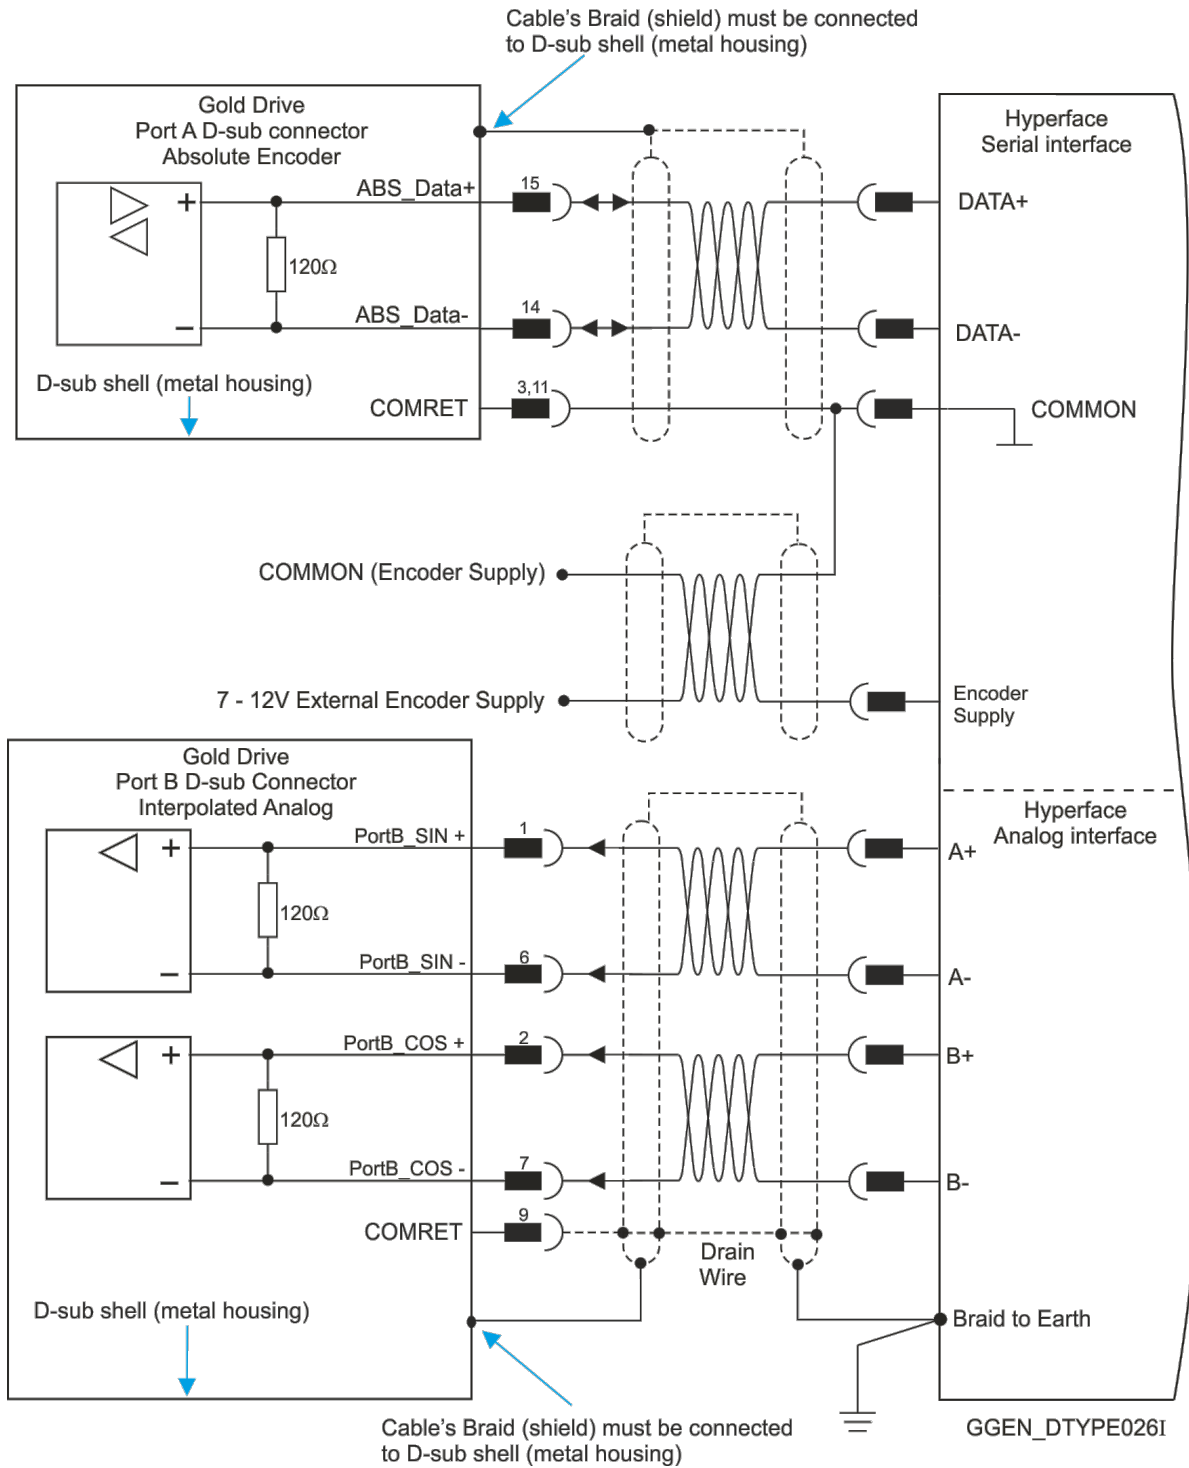 Cable's Braid (shield) must be connected
to D-sub shell (metal housing)
Gold Drive
Port A D-sub connector
Absolute Encoder
Hyperface
Serial interface
ABS_Data+
15
DATA+
+
120Ω
ABS_Data-
14
DATA-
−
D-sub shell (metal housing)
COMRET
3,11
COMMON
COMMON (Encoder Supply)
7 - 12V External Encoder Supply
Encoder
Supply
Gold Drive
Port B D-sub Connector
Interpolated Analog
Hyperface
Analog interface
PortB_SIN +
1
A+
+
120Ω
PortB_SIN -
6
A-
−
PortB_COS +
2
B+
+
120Ω
PortB_COS -
7
B-
−
COMRET
9
Drain
Wire
D-sub shell (metal housing)
Braid to Earth
Cable's Braid (shield) must be connected
to D-sub shell (metal housing)
GGEN_DTYPE026I